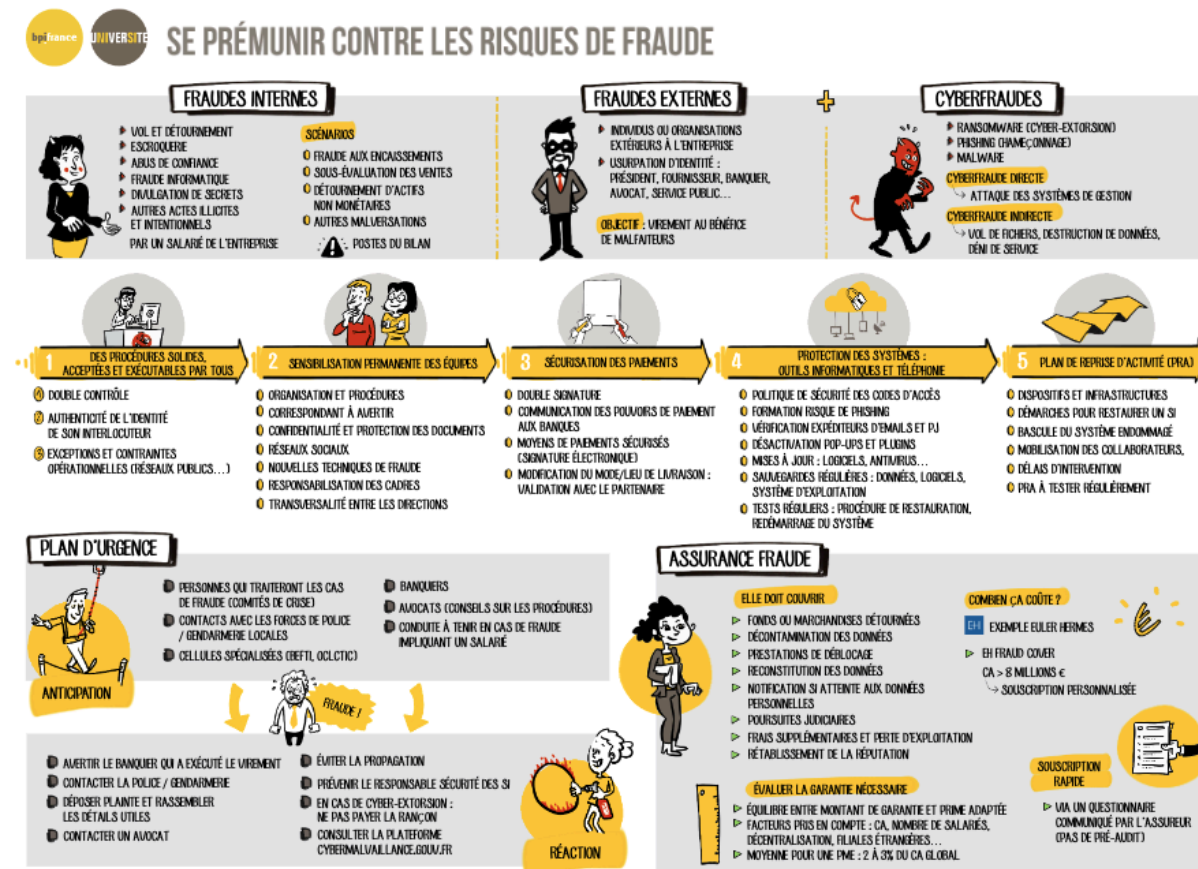 bpifrance
UNIVERSITÉ
SE PRÉMUNIR CONTRE LES RISQUES DE FRAUDE
FRAUDES INTERNES
VOL ET DÉTOURNEMENT
ESCROQUERIE
ABUS DE CONFIANCE
FRAUDE INFORMATIQUE
DIVULGATION DE SECRETS
AUTRES ACTES ILLICITES
ET INTENTIONNELS
PAR UN SALARIÉ DE L'ENTREPRISE
SCÉNARIOS
FRAUDE AUX ENCAISSEMENTS
SOUS-ÉVALUATION DES VENTES
DÉTOURNEMENT D'ACTIFS
NON MONÉTAIRES
AUTRES MALVERSATIONS
POSTES DU BILAN
FRAUDES EXTERNES
INDIVIDUS OU ORGANISATIONS
EXTÉRIEURS À L'ENTREPRISE
USURPATION D'IDENTITÉ :
PRÉSIDENT, FOURNISSEUR, BANQUIER,
AVOCAT, SERVICE PUBLIC...
OBJECTIF : VIREMENT AU BÉNÉFICE
DE MALFAITEURS
+
CYBERFRAUDES
RANSOMWARE (CYBER-EXTORSION)
PHISHING (HAMEÇONNAGE)
MALWARE
CYBERFRAUDE DIRECTE
ATTAQUE DES SYSTÈMES DE GESTION
CYBERFRAUDE INDIRECTE
VOL DE FICHIERS, DESTRUCTION DE DONNÉES,
DÉNI DE SERVICE
1 DES PROCÉDURES SOLIDES,
ACCEPTÉES ET EXÉCUTABLES PAR TOUS
1 DOUBLE CONTRÔLE
2 AUTHENTICITÉ DE L'IDENTITÉ
DE SON INTERLOCUTEUR
3 EXCEPTIONS ET CONTRAINTES
OPÉRATIONNELLES (RÉSEAUX PUBLICS...)
2 SENSIBILISATION PERMANENTE DES ÉQUIPES
ORGANISATION ET PROCÉDURES
CORRESPONDANT À AVERTIR
CONFIDENTIALITÉ ET PROTECTION DES DOCUMENTS
RÉSEAUX SOCIAUX
NOUVELLES TECHNIQUES DE FRAUDE
RESPONSABILISATION DES CADRES
TRANSVERSALITÉ ENTRE LES DIRECTIONS
3 SÉCURISATION DES PAIEMENTS
DOUBLE SIGNATURE
COMMUNICATION DES POUVOIRS DE PAIEMENT
AUX BANQUES
MOYENS DE PAIEMENTS SÉCURISÉS
(SIGNATURE ÉLECTRONIQUE)
MODIFICATION DU MODE/LIEU DE LIVRAISON :
VALIDATION AVEC LE PARTENAIRE
4 PROTECTION DES SYSTÈMES :
OUTILS INFORMATIQUES ET TÉLÉPHONIE
POLITIQUE DE SÉCURITÉ DES CODES D'ACCÈS
FORMATION RISQUE DE PHISHING
VÉRIFICATION EXPÉDITEURS D'EMAILS ET PJ
DÉSACTIVATION POP-UPS ET PLUGINS
MISES À JOUR : LOGICIELS, ANTIVIRUS...
SAUVEGARDES RÉGULIÈRES : DONNÉES, LOGICIELS,
SYSTÈME D'EXPLOITATION
TESTS RÉGULIERS : PROCÉDURE DE RESTAURATION,
REDÉMARRAGE DU SYSTÈME
5 PLAN DE REPRISE D'ACTIVITÉ (PRA)
DISPOSITIFS ET INFRASTRUCTURES
DÉMARCHES POUR RESTAURER UN SI
BASCULE DU SYSTÈME ENDOMMAGÉ
MOBILISATION DES COLLABORATEURS,
DÉLAIS D'INTERVENTION
PRA À TESTER RÉGULIÈREMENT
PLAN D'URGENCE
PERSONNES QUI TRAITERONT LES CAS
DE FRAUDE (COMITÉS DE CRISE)
CONTACTS AVEC LES FORCES DE POLICE
/ GENDARMERIE LOCALES
CELLULES SPÉCIALISÉES (BEFTI, OCLCTIC)
BANQUIERS
AVOCATS (CONSEILS SUR LES PROCÉDURES)
CONDUITE À TENIR EN CAS DE FRAUDE
IMPLIQUANT UN SALARIÉ
ANTICIPATION
FRAUDE !
AVERTIR LE BANQUIER QUI A EXÉCUTÉ LE VIREMENT
CONTACTER LA POLICE / GENDARMERIE
DÉPOSER PLAINTE ET RASSEMBLER
LES DÉTAILS UTILES
CONTACTER UN AVOCAT
ÉVITER LA PROPAGATION
PRÉVENIR LE RESPONSABLE SÉCURITÉ DES SI
EN CAS DE CYBER-EXTORSION :
NE PAS PAYER LA RANÇON
CONSULTER LA PLATEFORME
CYBERMALVAILLANCE.GOUV.FR
RÉACTION
ASSURANCE FRAUDE
ELLE DOIT COUVRIR
FONDS OU MARCHANDISES DÉTOURNÉES
DÉCONTAMINATION DES DONNÉES
PRESTATIONS DE DÉBLOCAGE
RECONSTITUTION DES DONNÉES
NOTIFICATION SI ATTEINTE AUX DONNÉES
PERSONNELLES
POURSUITES JUDICIAIRES
FRAIS SUPPLÉMENTAIRES ET PERTE D'EXPLOITATION
RÉTABLISSEMENT DE LA RÉPUTATION
COMBIEN ÇA COÛTE ?
EH EXEMPLE EULER HERMES
EH FRAUD COVER
CA > 8 MILLIONS €
SOUSCRIPTION PERSONNALISÉE
ÉVALUER LA GARANTIE NÉCESSAIRE
ÉQUILIBRE ENTRE MONTANT DE GARANTIE ET PRIME ADAPTÉE
FACTEURS PRIS EN COMPTE : CA, NOMBRE DE SALARIÉS,
DÉCENTRALISATION, FILIALES ÉTRANGÈRES...
MOYENNE POUR UNE PME : 2 À 3% DU CA GLOBAL
SOUSCRIPTION
RAPIDE
VIA UN QUESTIONNAIRE
COMMUNIQUÉ PAR L'ASSUREUR
(PAS DE PRÉ-AUDIT)